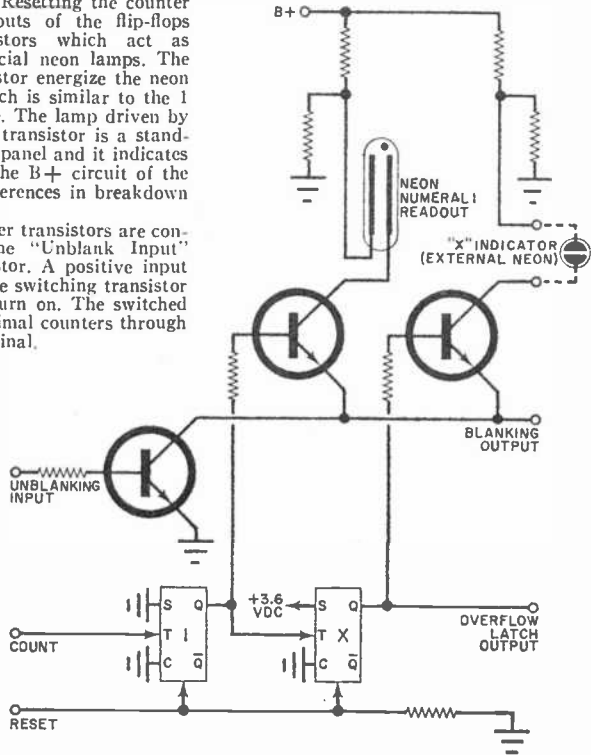 Resetting the counter
outs of the flip-flops
stors which act as
cial neon lamps. The
stor energize the neon
ch is similar to the 1
. The lamp driven by
transistor is a stand-
panel and it indicates
he B+ circuit of the
erences in breakdown
er transistors are con-
ne "Unblank Input"
stor. A positive input
e switching transistor
urn on. The switched
imal counters through
inal.
B+
NEON
NUMERAL 1
READOUT
"X" INDICATOR
(EXTERNAL NEON)
BLANKING
OUTPUT
UNBLANKING
INPUT
+3.6
VDC
S Q
T 1
C Q̅
S Q
T X
C Q̅
COUNT
OVERFLOW
LATCH
OUTPUT
RESET